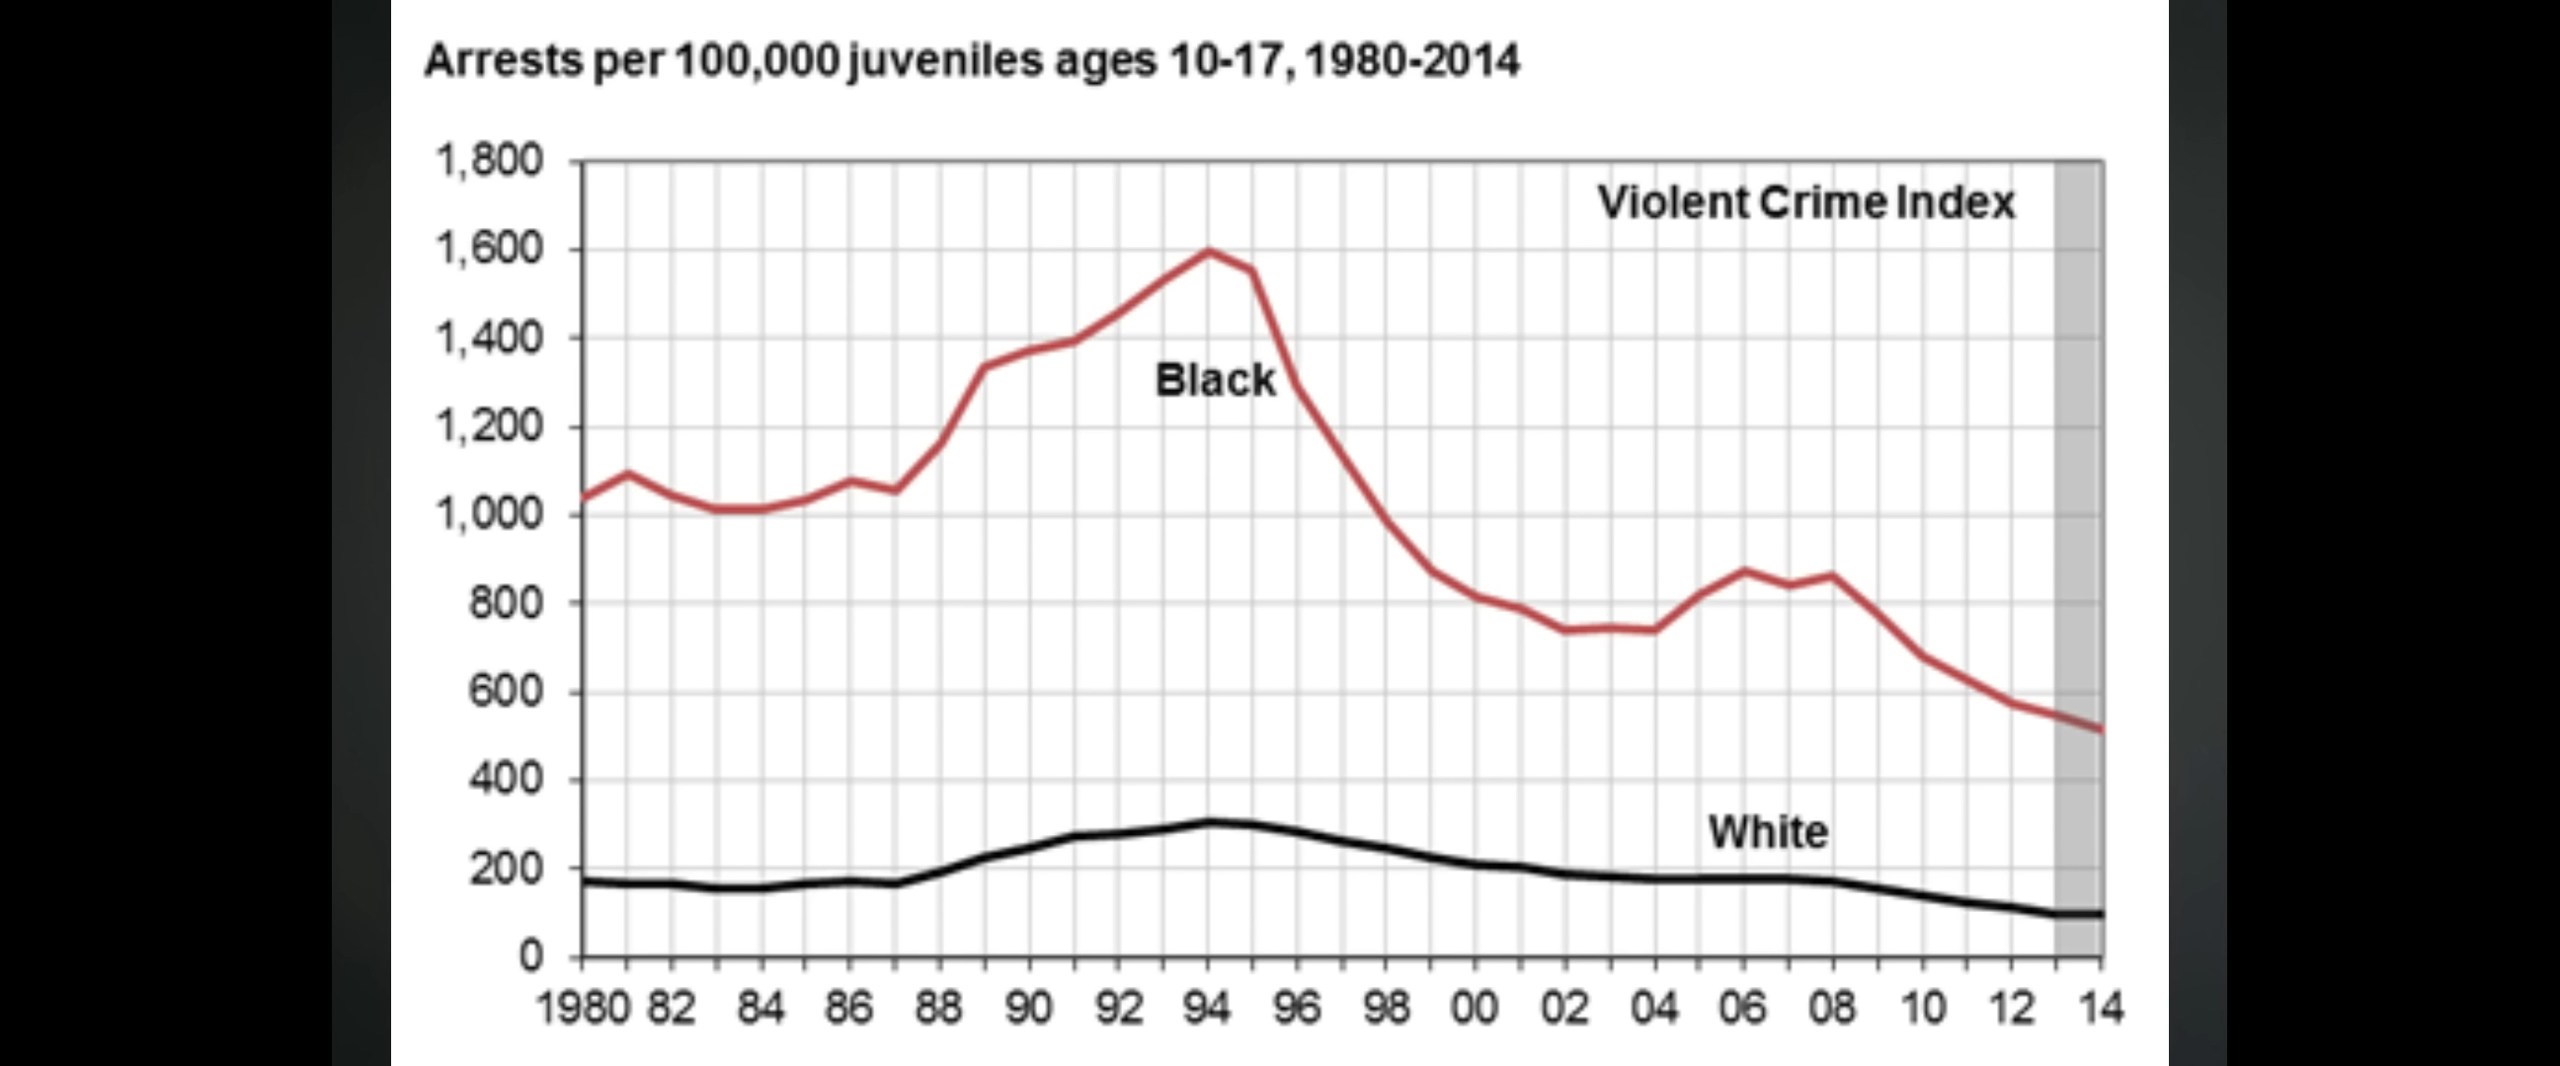 Arrests per 100,000 juveniles ages 10-17, 1980-2014
1,800
Violent Crime Index
1,600
1,400
Black
1,200
1,000
800
600
400
White
200
0
1980 82 84 86 88 90 92 94 96 98 00 02 04 06 08 10 12 14